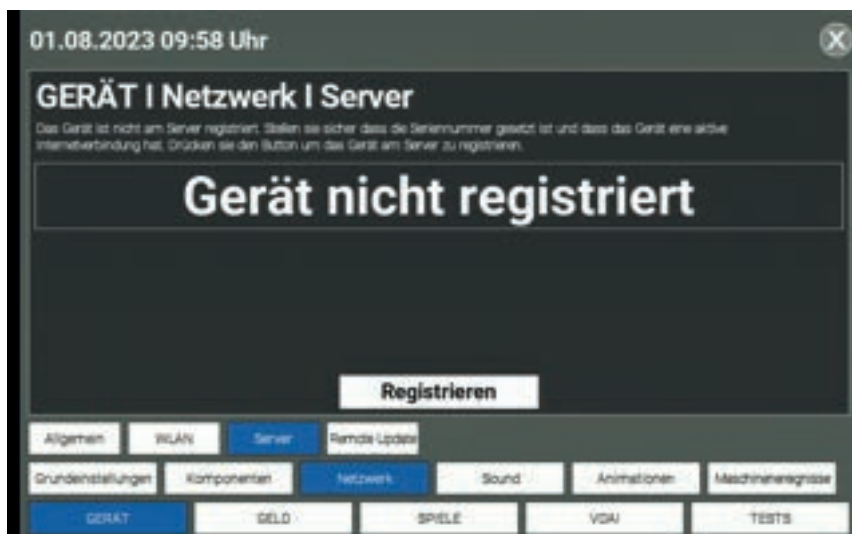 01.08.2023 09:58 Uhr
X
GERÄT I Netzwerk I Server
Das Gerät ist nicht am Server registriert. Stellen sie sicher dass die Seriennummer gesetzt ist und dass das Gerät eine aktive
Internetverbindung hat. Drücken sie den Button um das Gerät am Server zu registrieren.
Gerät nicht registriert
Registrieren
Allgemein WLAN Server Remote Update
Grundeinstellungen Komponenten Netzwerk Sound Animationen Maschinenereignisse
GERÄT GELD SPIELE VDAI TESTS